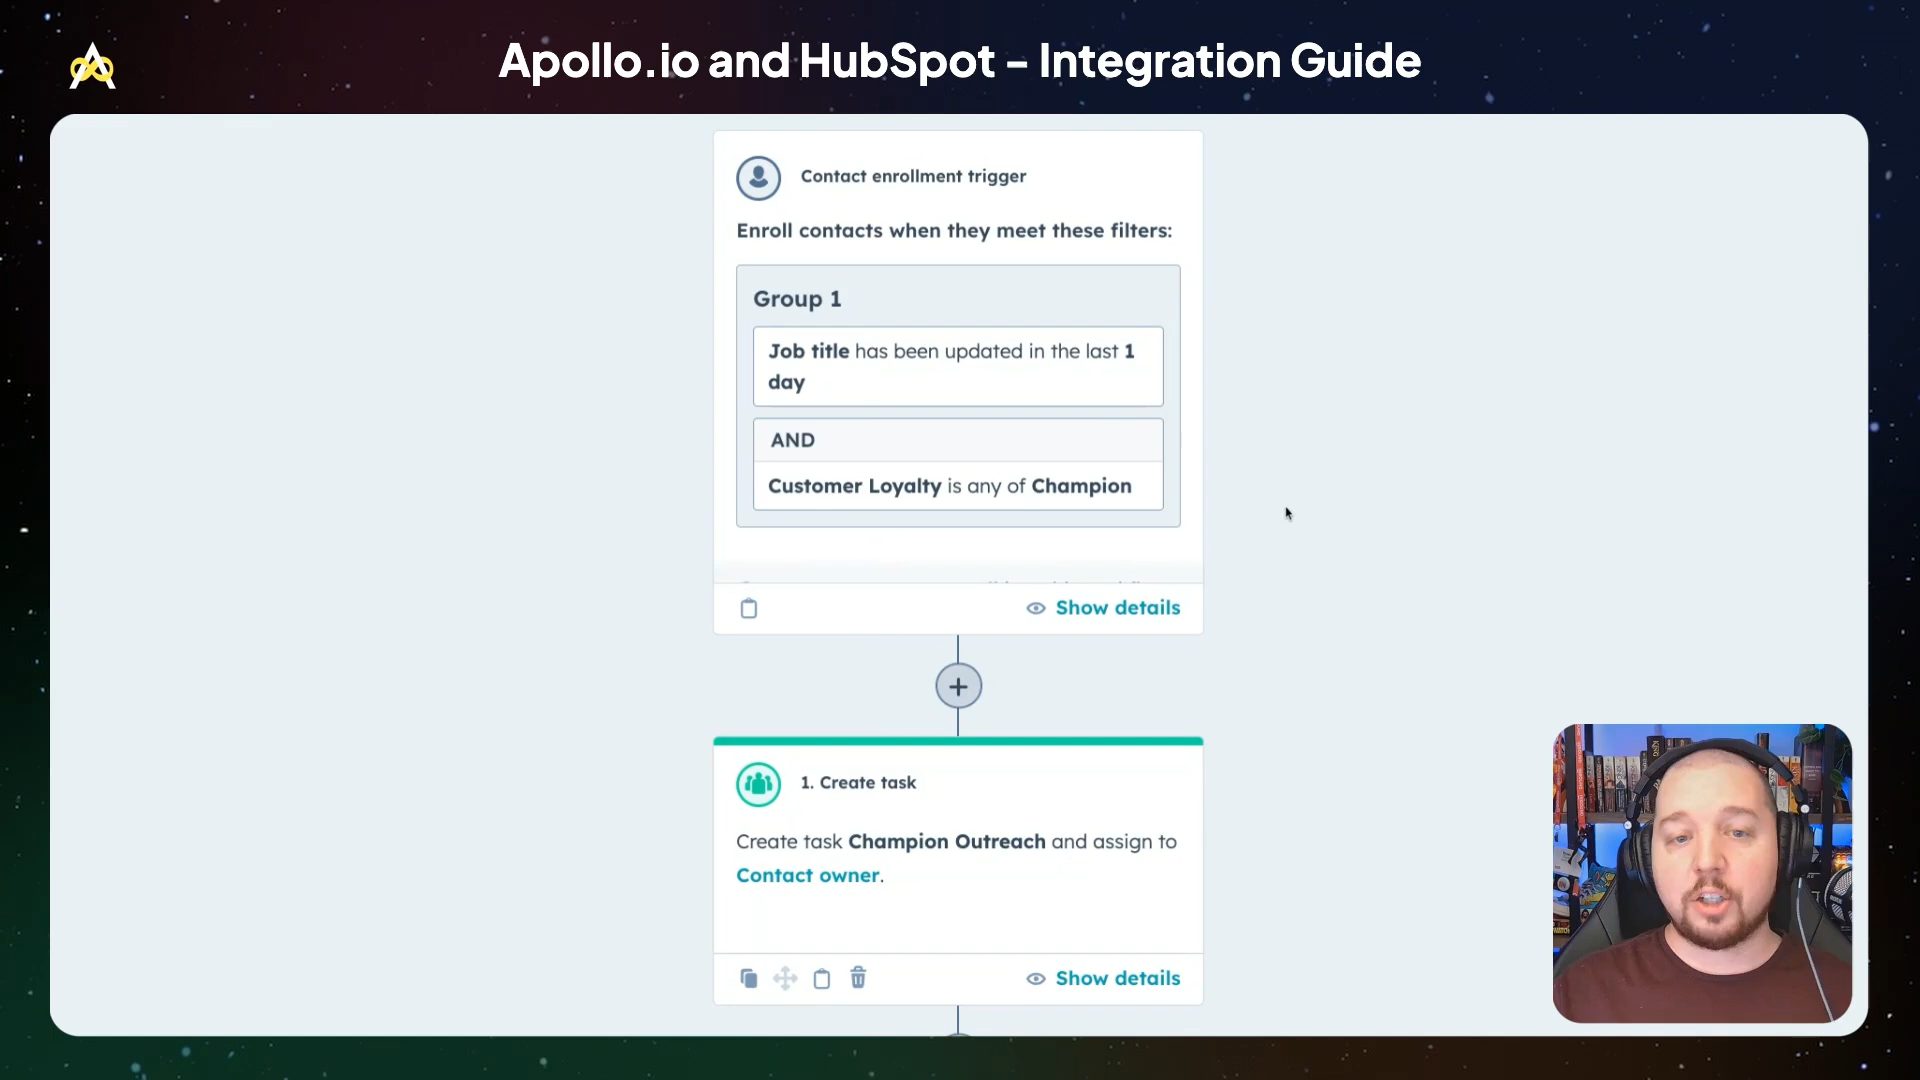 Apollo.io and HubSpot – Integration Guide
Contact enrollment trigger
Enroll contacts when they meet these filters:
Group 1
Job title has been updated in the last 1
day
AND
Customer Loyalty is any of Champion
Show details
1. Create task
Create task Champion Outreach and assign to
Contact owner.
Show details